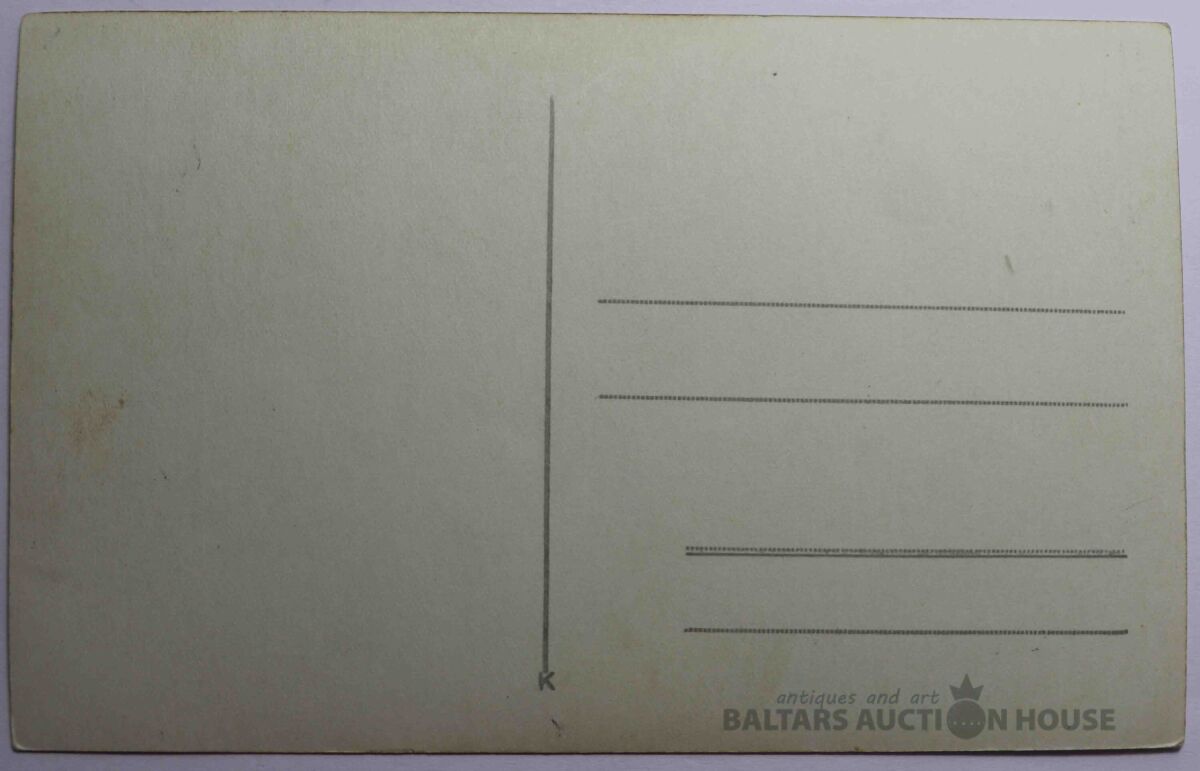 K
antiques and art
BALTARS AUCTION HOUSE